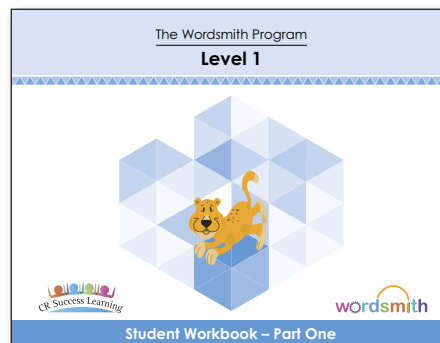 The Wordsmith Program
Level 1
CR Success Learning
wordsmith
Student Workbook – Part One